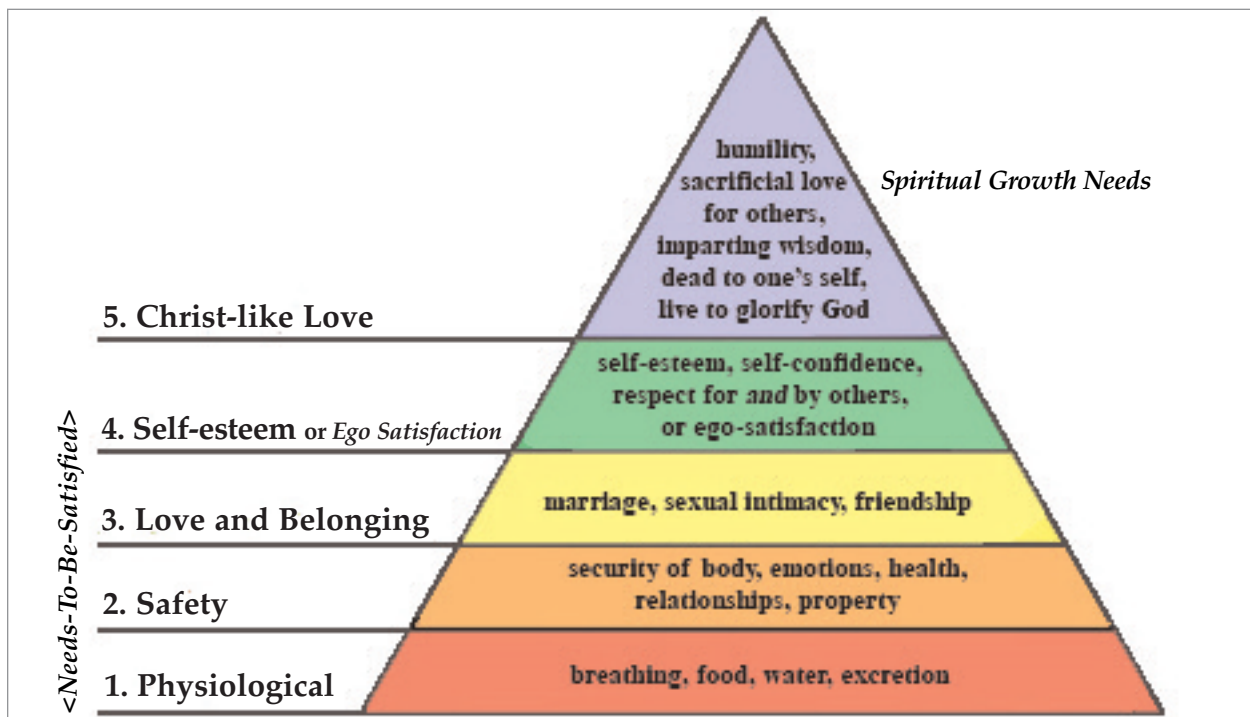 humility,
sacrificial love
for others,
imparting wisdom,
dead to one's self,
live to glorify God
Spiritual Growth Needs
5. Christ-like Love
self-esteem, self-confidence,
respect for and by others,
or ego-satisfaction
4. Self-esteem or Ego Satisfaction
marriage, sexual intimacy, friendship
3. Love and Belonging
security of body, emotions, health,
relationships, property
2. Safety
breathing, food, water, excretion
1. Physiological
<Needs-To-Be-Satisfied>